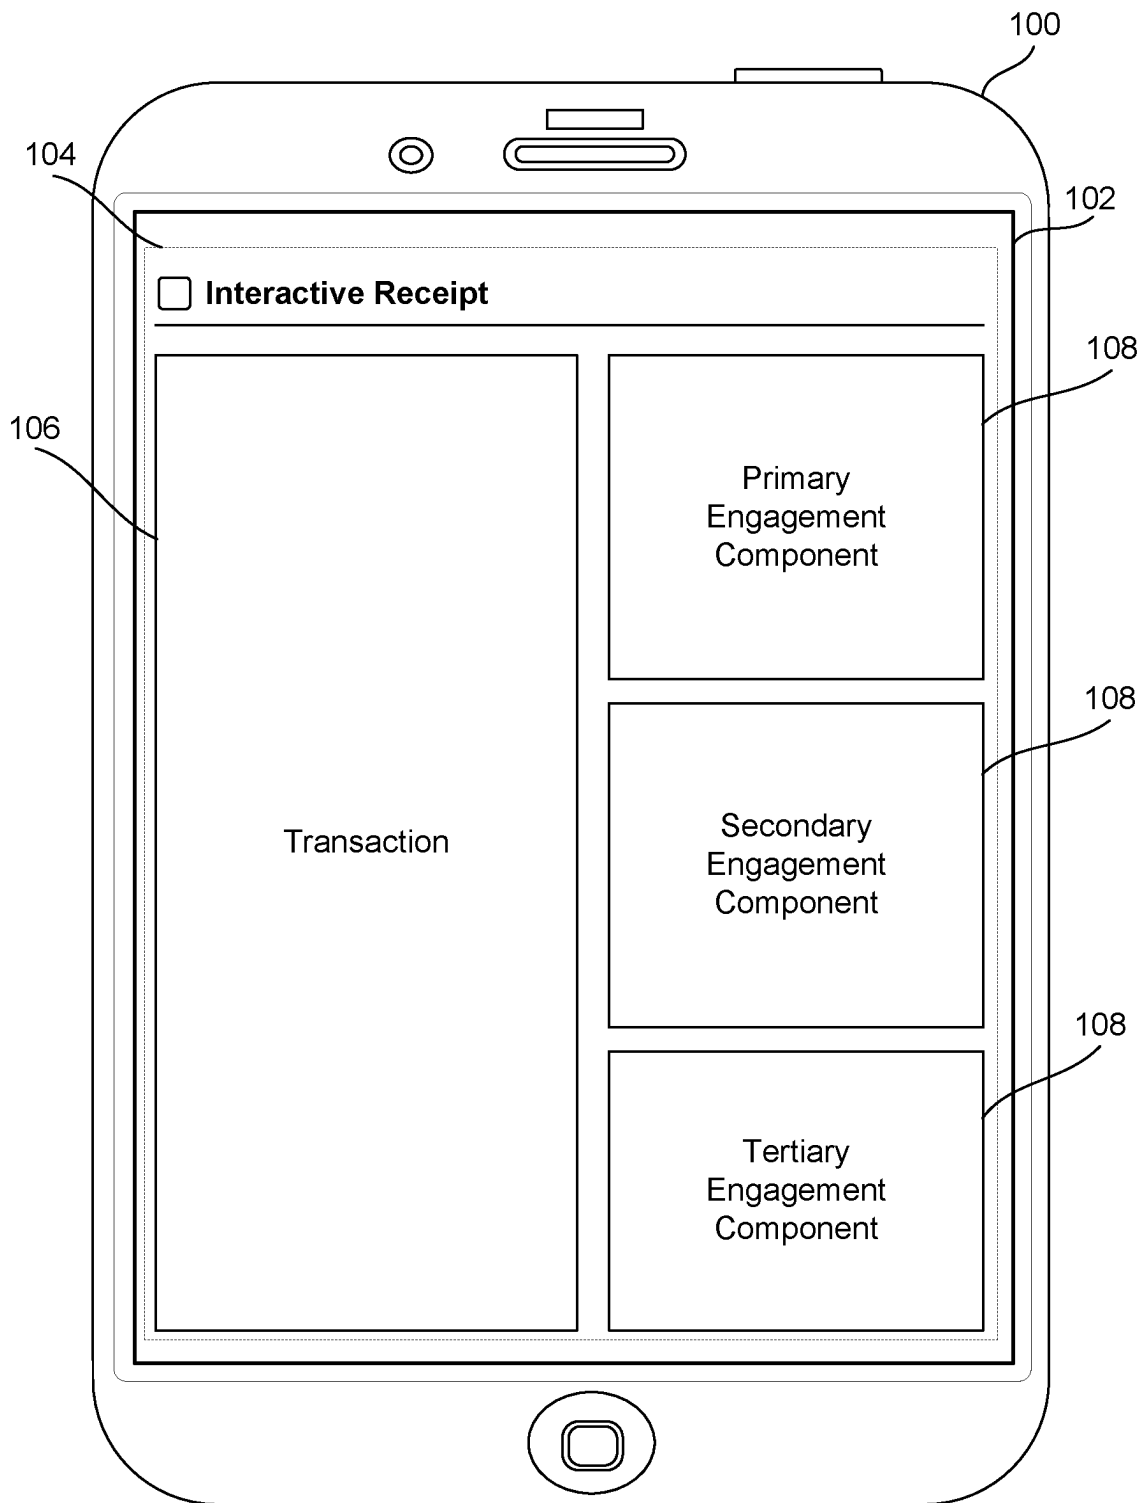 100
104
102
Interactive Receipt
108
106
Primary
Engagement
Component
108
Transaction
Secondary
Engagement
Component
108
Tertiary
Engagement
Component